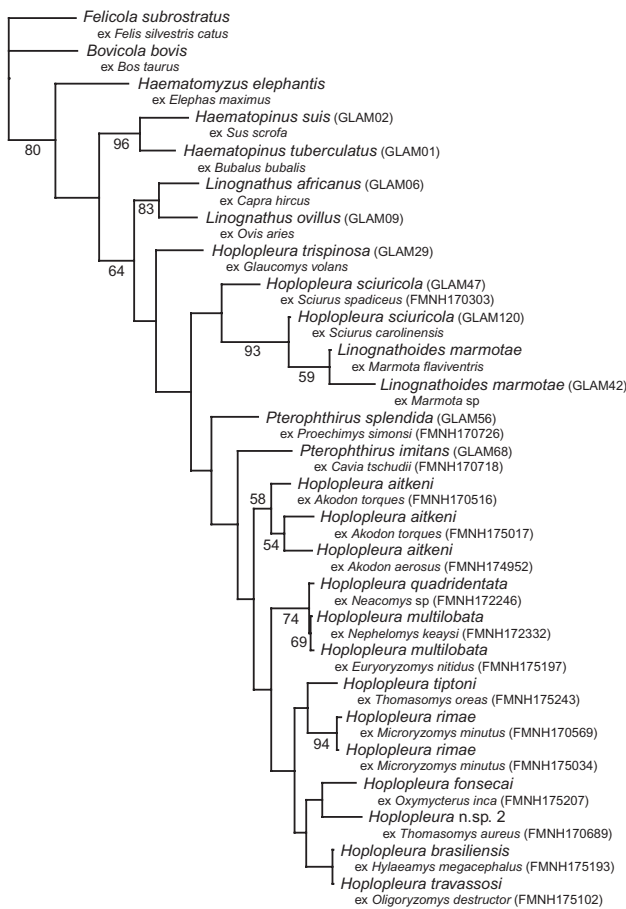 Felicola subrostratus
ex Felis silvestris catus
Bovicola bovis
ex Bos taurus
Haematomyzus elephantis
ex Elephas maximus
80
Haematopinus suis (GLAM02)
ex Sus scrofa
96
Haematopinus tuberculatus (GLAM01)
ex Bubalus bubalis
Linognathus africanus (GLAM06)
ex Capra hircus
83
Linognathus ovillus (GLAM09)
ex Ovis aries
64
Hoplopleura trispinosa (GLAM29)
ex Glaucomys volans
Hoplopleura sciuricola (GLAM47)
ex Sciurus spadiceus (FMNH170303)
Hoplopleura sciuricola (GLAM120)
ex Sciurus carolinensis
93
Linognathoides marmotae
ex Marmota flaviventris
59
Linognathoides marmotae (GLAM42)
ex Marmota sp
Pterophthirus splendida (GLAM56)
ex Proechimys simonsi (FMNH170726)
Pterophthirus imitans (GLAM68)
ex Cavia tschudii (FMNH170718)
Hoplopleura aitkeni
58
ex Akodon torques (FMNH170516)
Hoplopleura aitkeni
ex Akodon torques (FMNH175017)
54
Hoplopleura aitkeni
ex Akodon aerosus (FMNH174952)
Hoplopleura quadridentata
ex Neacomys sp (FMNH172246)
74
Hoplopleura multilobata
ex Nephelomys keaysi (FMNH172332)
69
Hoplopleura multilobata
ex Euryoryzomys nitidus (FMNH175197)
Hoplopleura tiptoni
ex Thomasomys oreas (FMNH175243)
Hoplopleura rimae
ex Microryzomys minutus (FMNH170569)
94
Hoplopleura rimae
ex Microryzomys minutus (FMNH175034)
Hoplopleura fonsecai
ex Oxymycterus inca (FMNH175207)
Hoplopleura n.sp. 2
ex Thomasomys aureus (FMNH170689)
Hoplopleura brasiliensis
ex Hylaeamys megacephalus (FMNH175193)
Hoplopleura travassosi
ex Oligoryzomys destructor (FMNH175102)